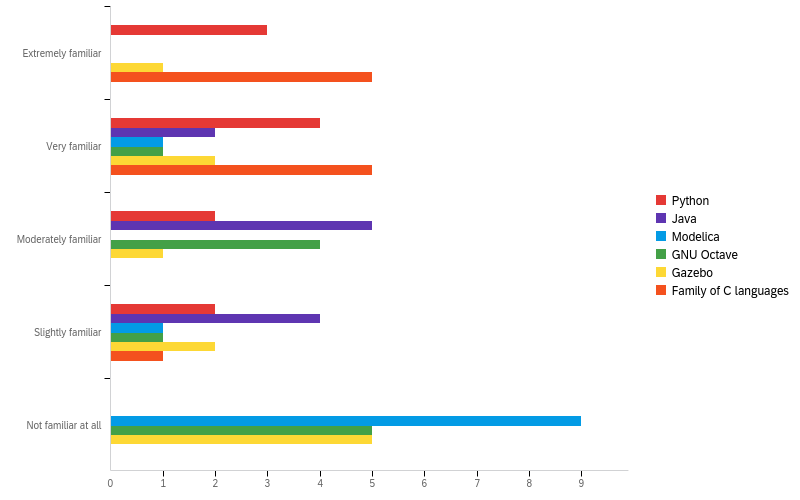 Extremely familiar
Very familiar
Moderately familiar
Slightly familiar
Not familiar at all
0 1 2 3 4 5 6 7 8 9
Python
Java
Modelica
GNU Octave
Gazebo
Family of C languages